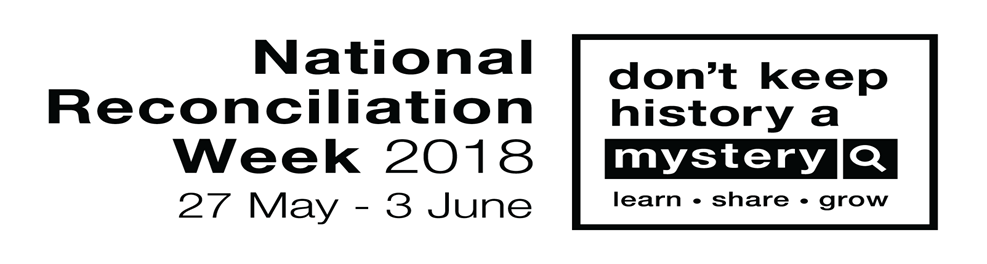 National
Reconciliation
Week 2018
27 May - 3 June
don't keep
history a
mystery
learn • share • grow